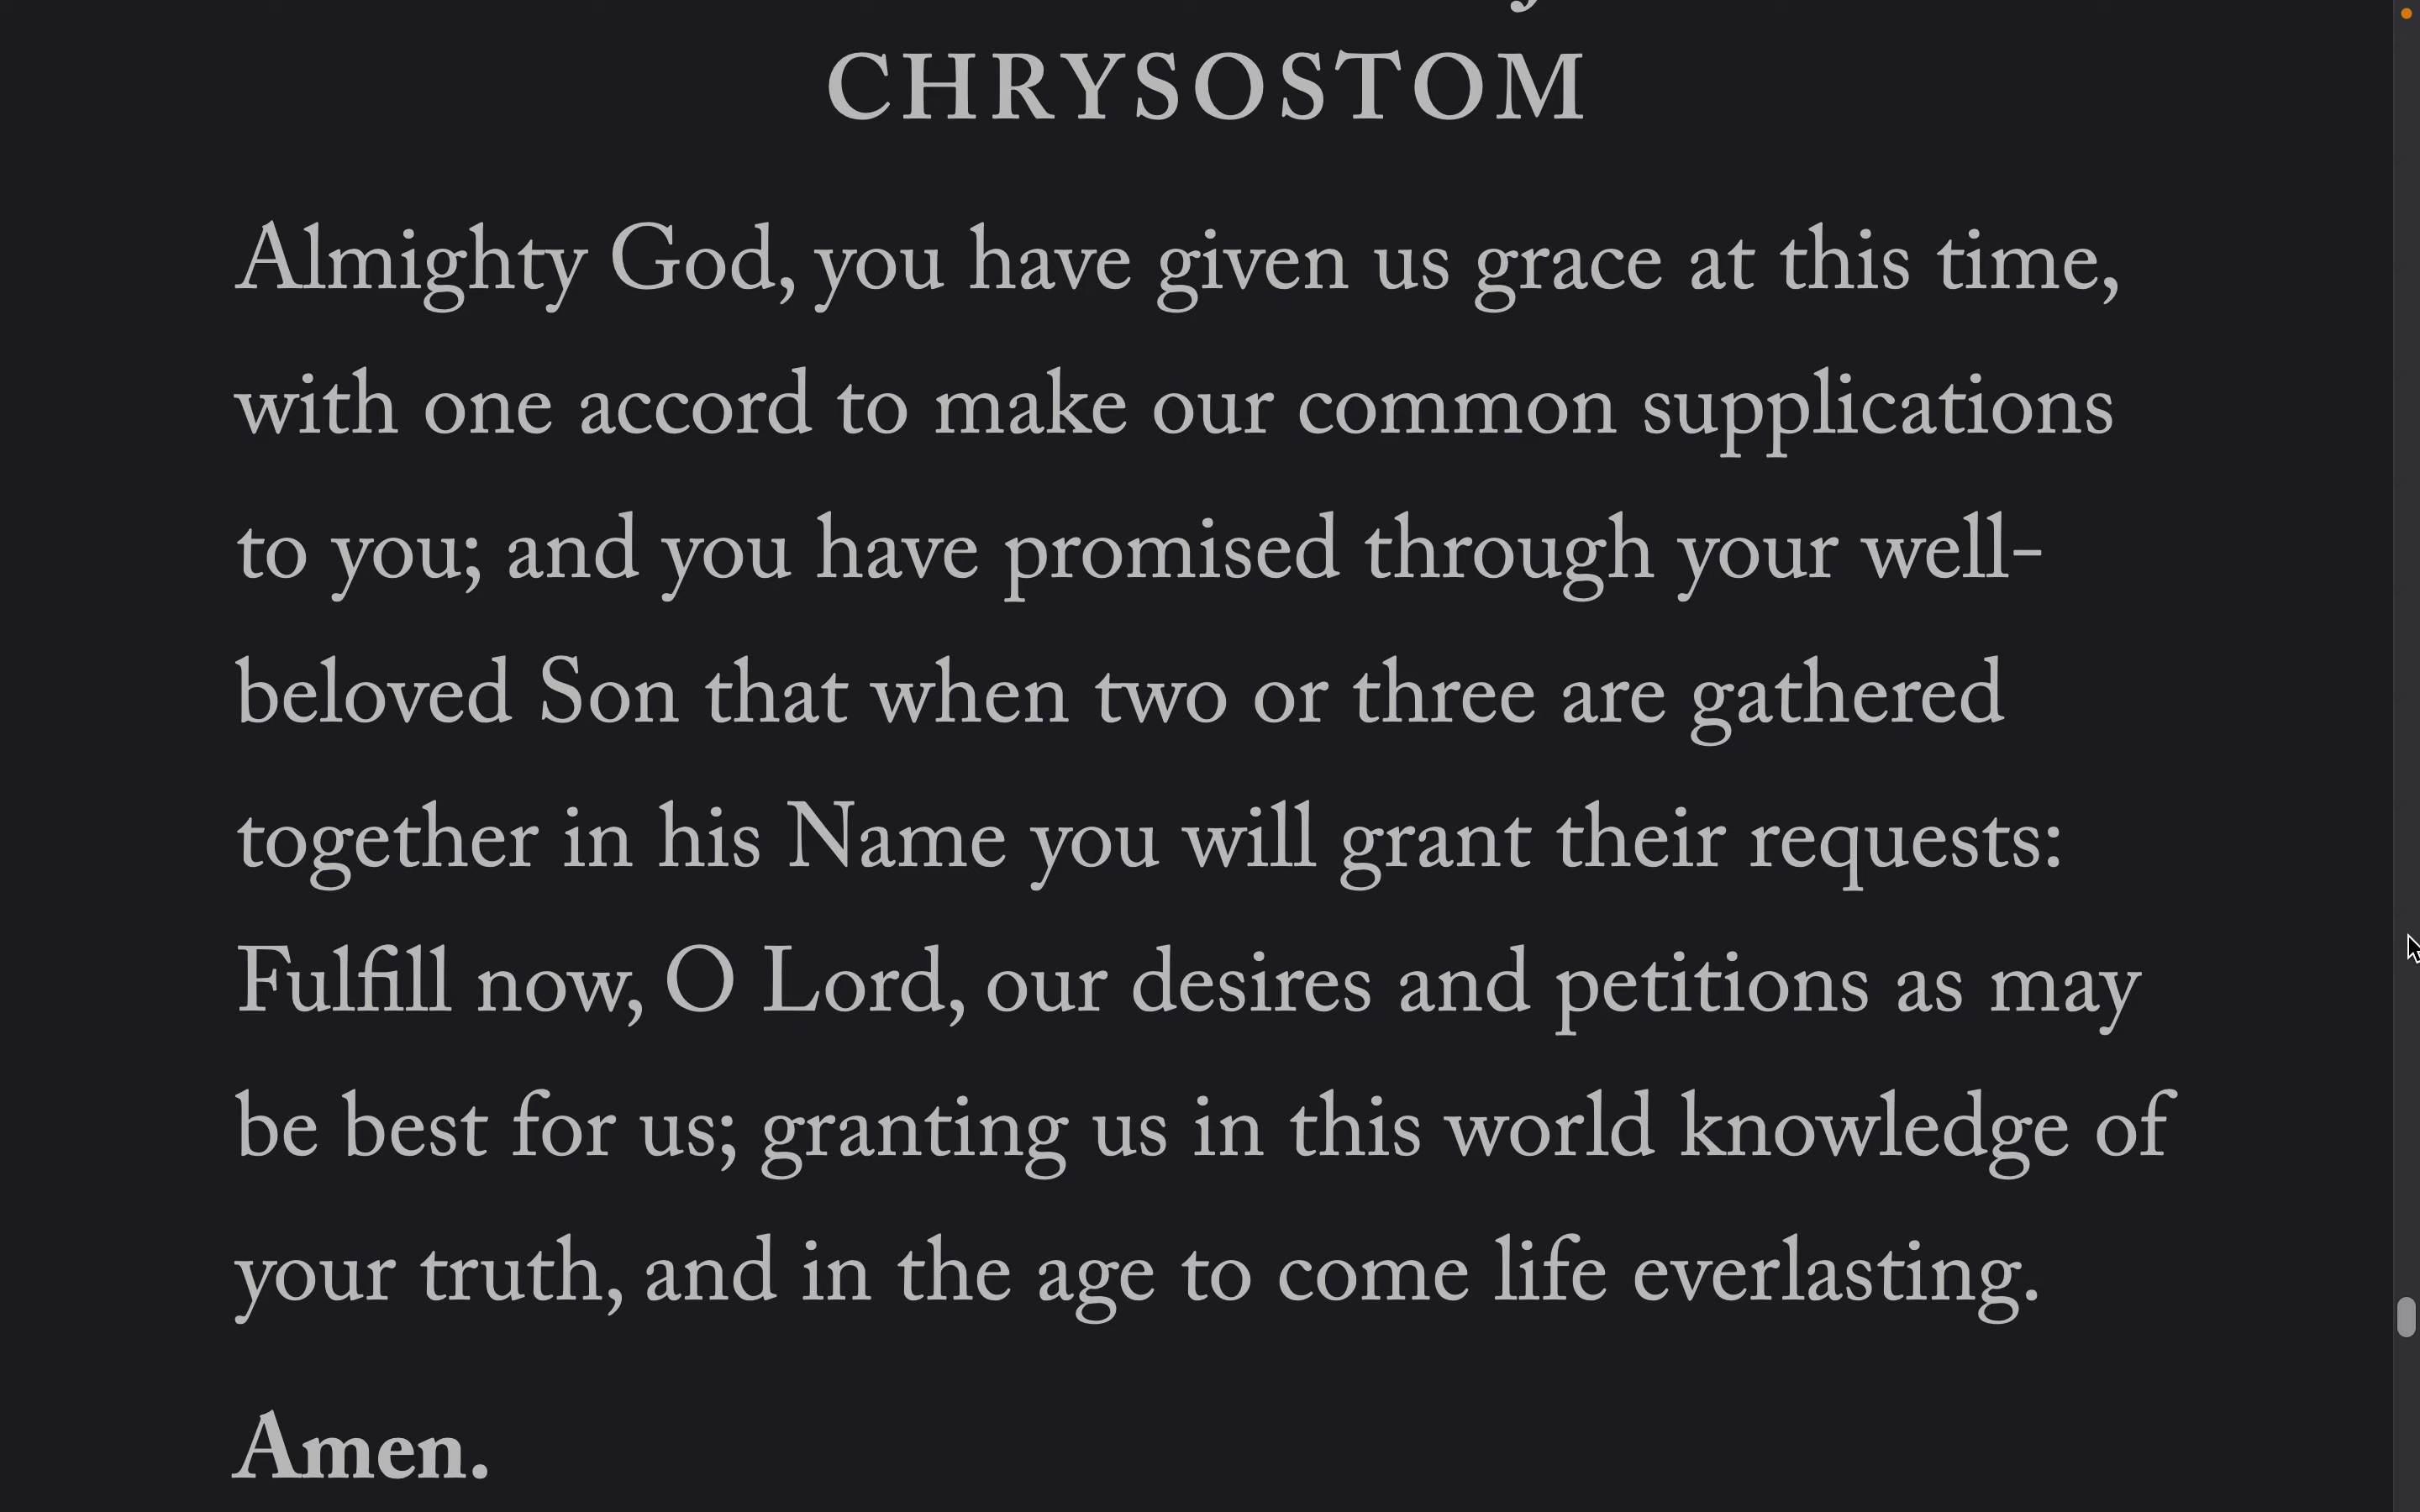 CHRYSOSTOM
Almighty God, you have given us grace at this time,
with one accord to make our common supplications
to you; and you have promised through your well-
beloved Son that when two or three are gathered
together in his Name you will grant their requests:
Fulfill now, O Lord, our desires and petitions as may
be best for us; granting us in this world knowledge of
your truth, and in the age to come life everlasting.
Amen.